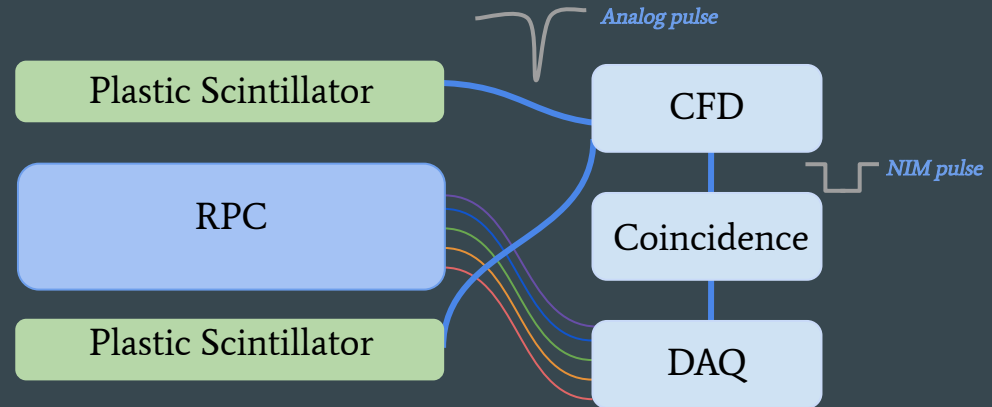 Analog pulse
Plastic Scintillator
CFD
NIM pulse
RPC
Coincidence
Plastic Scintillator
DAQ